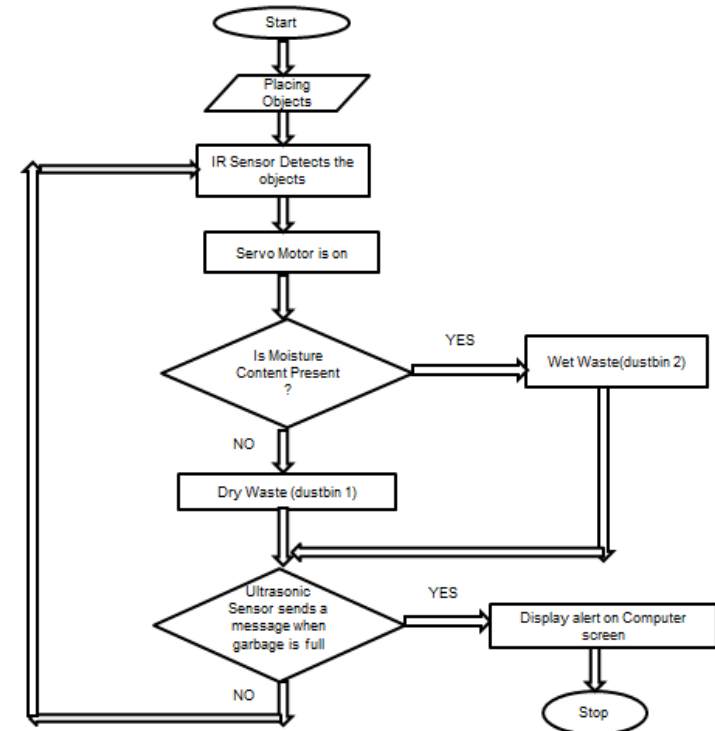 Start
Placing
Objects
IR Sensor Detects the
objects
Servo Motor is on
Is Moisture
Content Present
?
YES
Wet Waste(dustbin 2)
NO
Dry Waste (dustbin 1)
Ultrasonic
Sensor sends a
message when
garbage is full
YES
Display alert on Computer
screen
NO
Stop